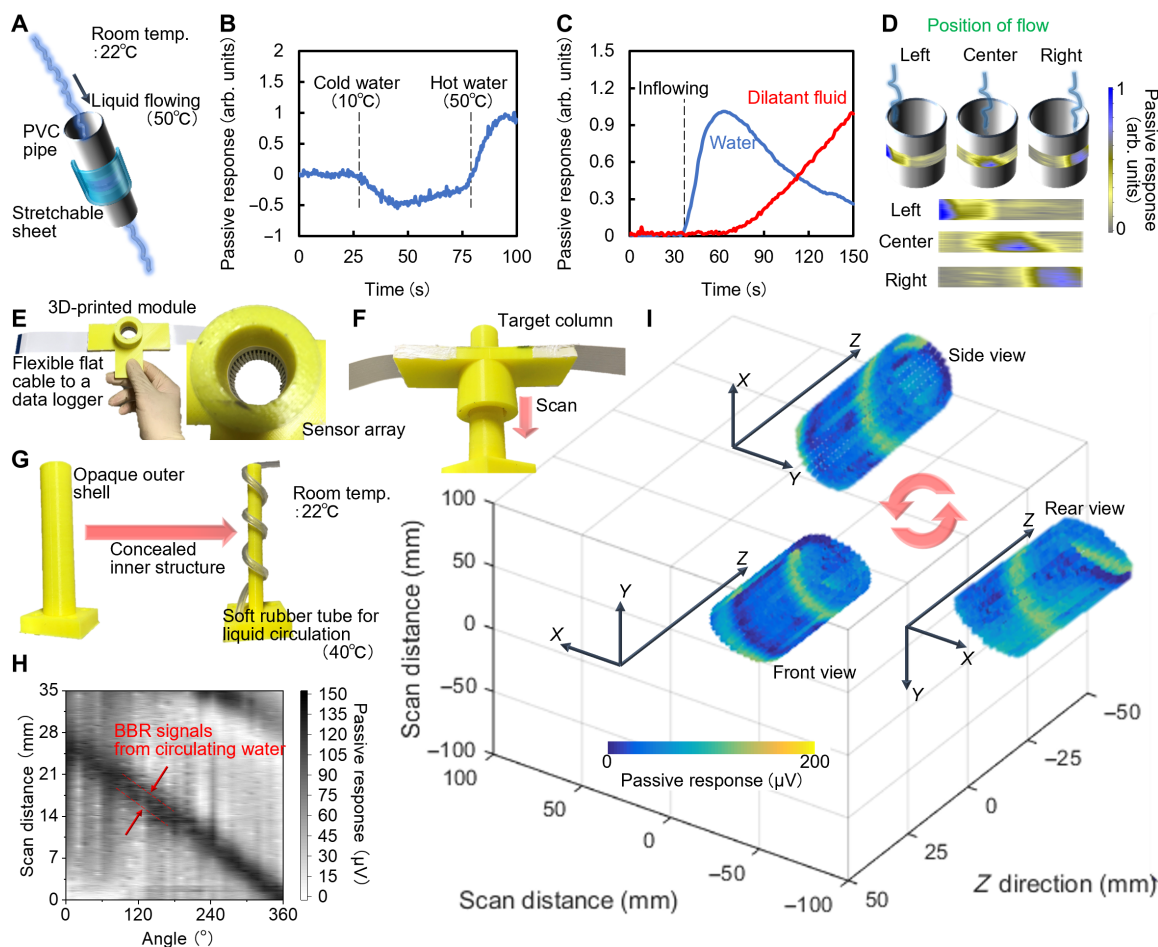 A
Room temp.
:22℃
Liquid flowing
(50℃)
PVC
pipe
Stretchable
sheet
B
Passive response (arb. units)
2
1.5
1
0.5
0
−0.5
−1
Cold water
(10℃)
Hot water
(50℃)
0
25
50
75
100
Time (s)
C
Passive response (arb. units)
1.5
1.2
0.9
0.6
0.3
0
Inflowing
Dilatant fluid
Water
0
30
60
90
120
150
Time (s)
D
Position of flow
Left
Center
Right
1
0
Passive response
(arb. units)
Left
Center
Right
E
3D-printed module
Flexible flat
cable to a
data logger
Sensor array
F
Target column
Scan
G
Opaque outer
shell
Concealed
inner structure
Room temp.
:22℃
Soft rubber tube for
liquid circulation
(40℃)
H
Scan distance (mm)
35
28
21
14
7
0
BBR signals
from circulating water
0
120
240
360
Angle (°)
150
135
120
105
90
75
60
45
30
15
0
Passive response (μV)
I
Side view
X
Y
Z
Front view
X
Y
Z
Rear view
Z
X
Y
0
200
Passive response (μV)
Scan distance (mm)
100
50
0
−50
−100
100
50
0
−50
−100
Scan distance (mm)
50
25
0
−25
−50
Z direction (mm)